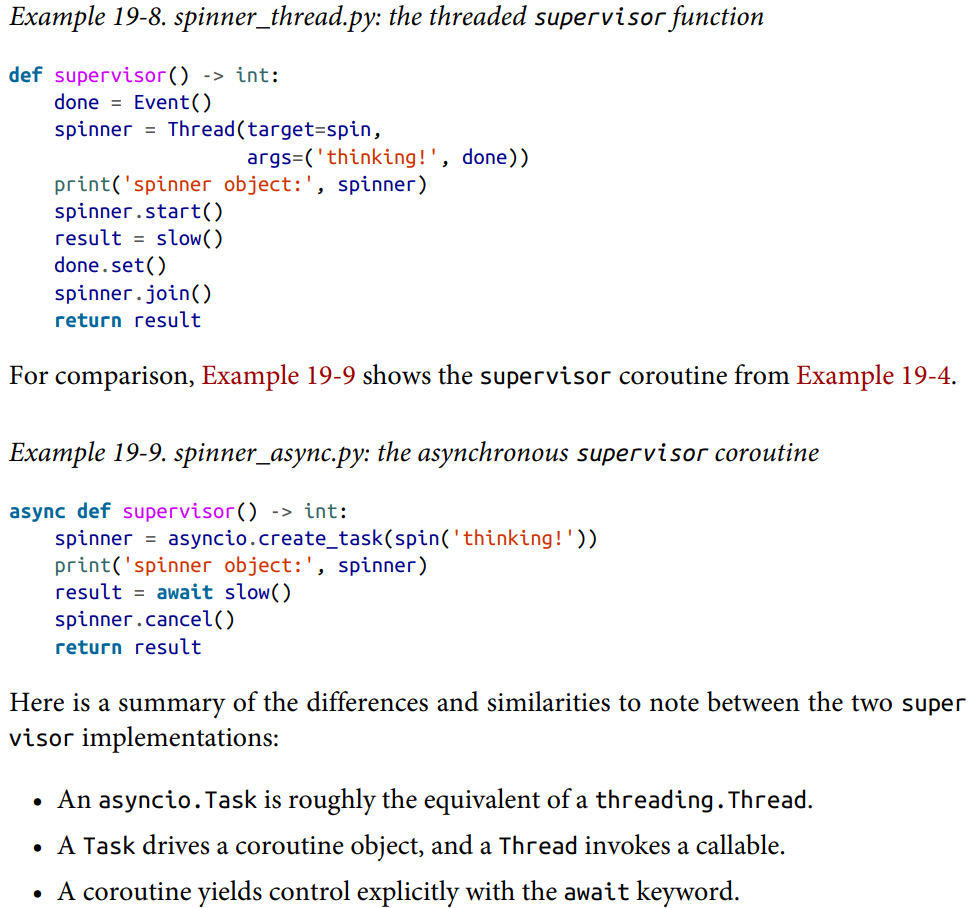 Example 19-8. spinner_thread.py: the threaded supervisor function
def supervisor() -> int:
    done = Event()
    spinner = Thread(target=spin,
                     args=('thinking!', done))
    print('spinner object:', spinner)
    spinner.start()
    result = slow()
    done.set()
    spinner.join()
    return result
For comparison, Example 19-9 shows the supervisor coroutine from Example 19-4.
Example 19-9. spinner_async.py: the asynchronous supervisor coroutine
async def supervisor() -> int:
    spinner = asyncio.create_task(spin('thinking!'))
    print('spinner object:', spinner)
    result = await slow()
    spinner.cancel()
    return result
Here is a summary of the differences and similarities to note between the two super
visor implementations:
• An asyncio.Task is roughly the equivalent of a threading.Thread.
• A Task drives a coroutine object, and a Thread invokes a callable.
• A coroutine yields control explicitly with the await keyword.